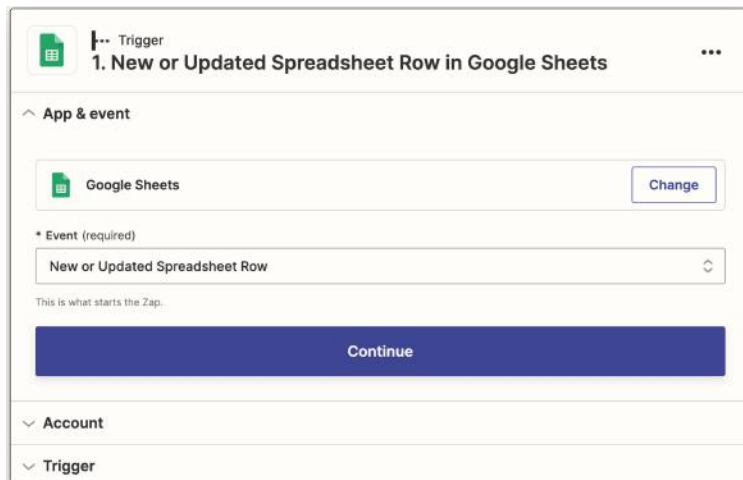 Trigger
1. New or Updated Spreadsheet Row in Google Sheets
App & event
Google Sheets
Change
* Event (required)
New or Updated Spreadsheet Row
This is what starts the Zap.
Continue
Account
Trigger